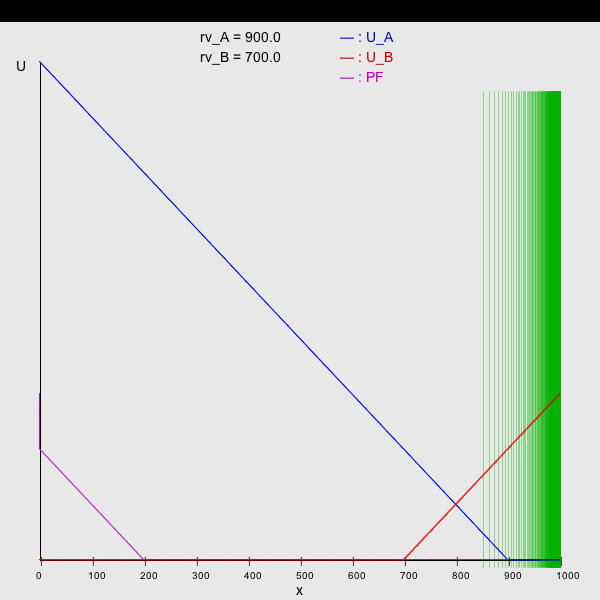 rv_A = 900.0 — : U_A
rv_B = 700.0 — : U_B
— : PF
U
0 100 200 300 400 500 600 700 800 900 1000
x